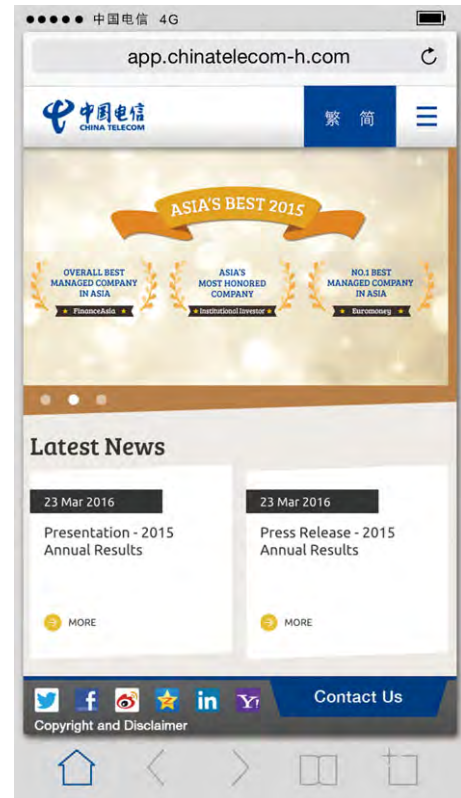 中国电信 4G
app.chinatelecom-h.com
中国电信
CHINA TELECOM
繁 简
ASIA'S BEST 2015
OVERALL BEST
MANAGED COMPANY
IN ASIA
FinanceAsia
ASIA'S
MOST HONORED
COMPANY
Institutional Investor
NO.1 BEST
MANAGED COMPANY
IN ASIA
Euromoney
Latest News
23 Mar 2016
Presentation - 2015
Annual Results
MORE
23 Mar 2016
Press Release - 2015
Annual Results
MORE
Contact Us
Copyright and Disclaimer